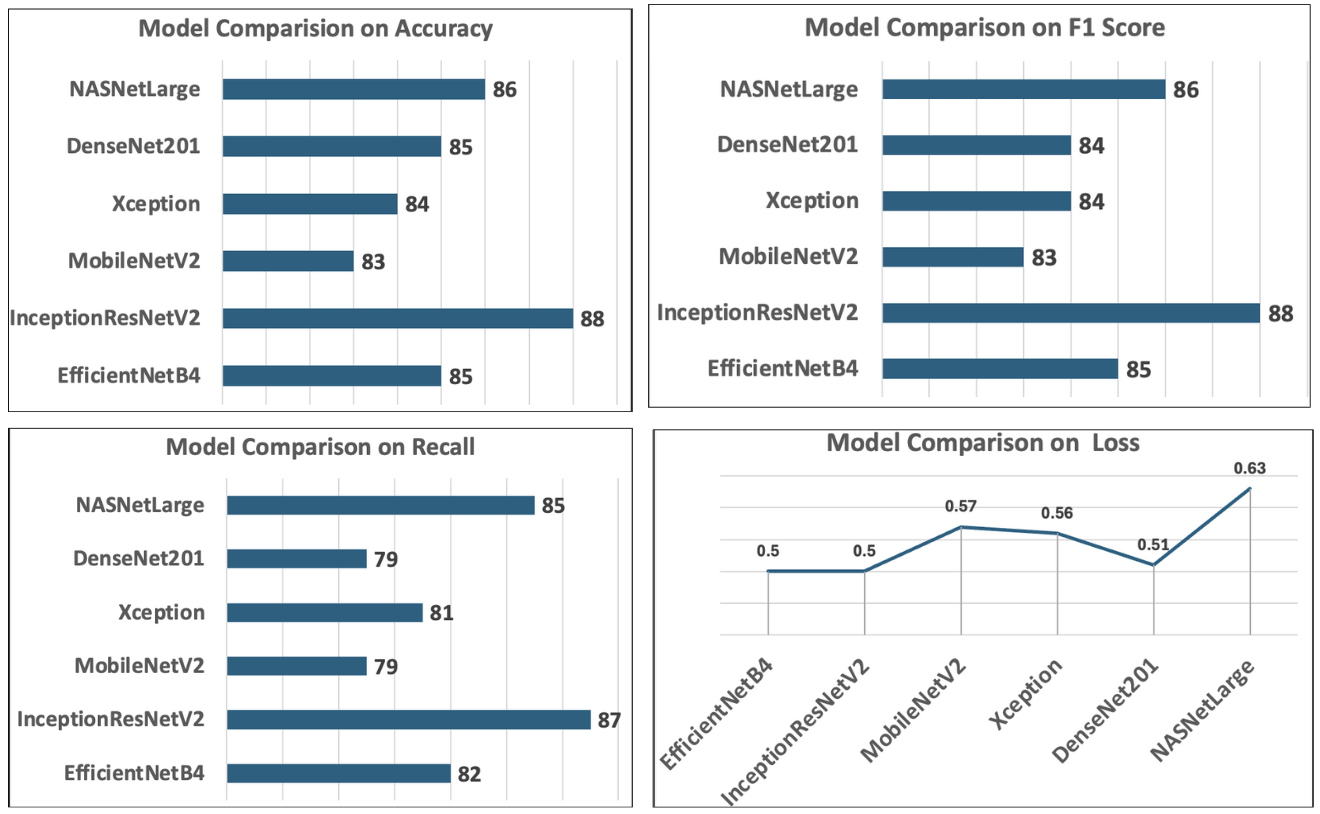 Model Comparision on Accuracy
NASNetLarge 86
DenseNet201 85
Xception 84
MobileNetV2 83
InceptionResNetV2 88
EfficientNetB4 85
Model Comparison on F1 Score
NASNetLarge 86
DenseNet201 84
Xception 84
MobileNetV2 83
InceptionResNetV2 88
EfficientNetB4 85
Model Comparison on Recall
NASNetLarge 85
DenseNet201 79
Xception 81
MobileNetV2 79
InceptionResNetV2 87
EfficientNetB4 82
Model Comparison on Loss
0.5 0.5 0.57 0.56 0.51 0.63
EfficientNetB4
InceptionResNetV2
MobileNetV2
Xception
DenseNet201
NASNetLarge